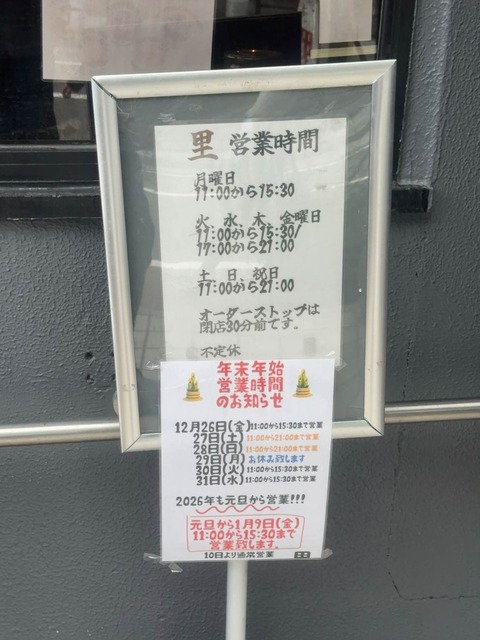 里 営業時間
月曜日
11:00から15:30
火、水、木、金曜日
11:00から15:30/
17:00から21:00
土、日、祝日
11:00から21:00
オーダーストップは
閉店30分前です。
不定休
年末年始
営業時間
のお知らせ
12月26日(金)11:00から15:30まで営業
27日(土)11:00から21:00まで営業
28日(日)11:00から21:00まで営業
29日(月)お休み致します
30日(火)11:00から15:30まで営業
31日(水)11:00から15:30まで営業
2026年も元旦から営業!!!
元旦から1月9日(金)
11:00から15:30まで
営業致します。
10日より通常営業